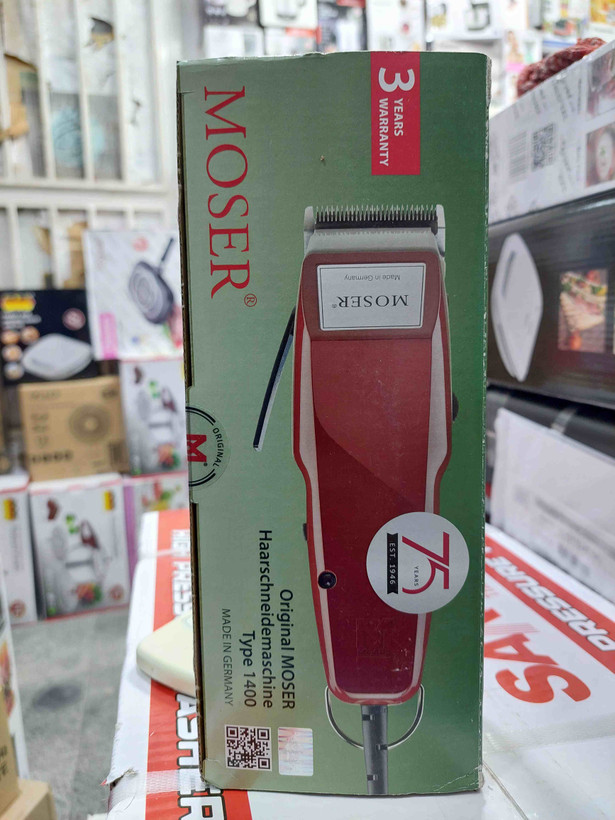 3
YEARS
WARRANTY
MOSER®
Made in Germany
MOSER®
ORIGINAL
M®
75
YEARS
EST. 1946
Original MOSER
Haarschneidemaschine
Type 1400
MADE IN GERMANY
PRESSURE